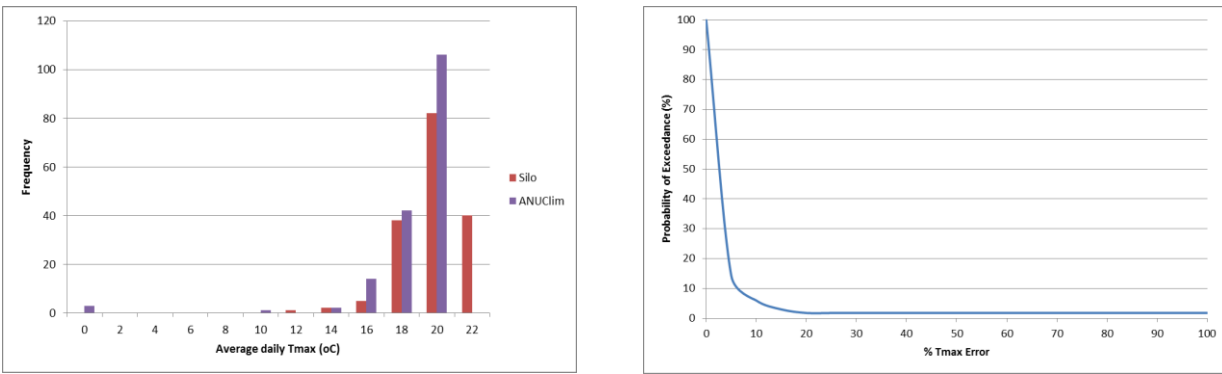 120
100
80
60
40
20
0
Frequency
0 2 4 6 8 10 12 14 16 18 20 22
Average daily Tmax (oC)
Silo
ANUClim
100
90
80
70
60
50
40
30
20
10
0
Probability of Exceedance (%)
0 10 20 30 40 50 60 70 80 90 100
% Tmax Error